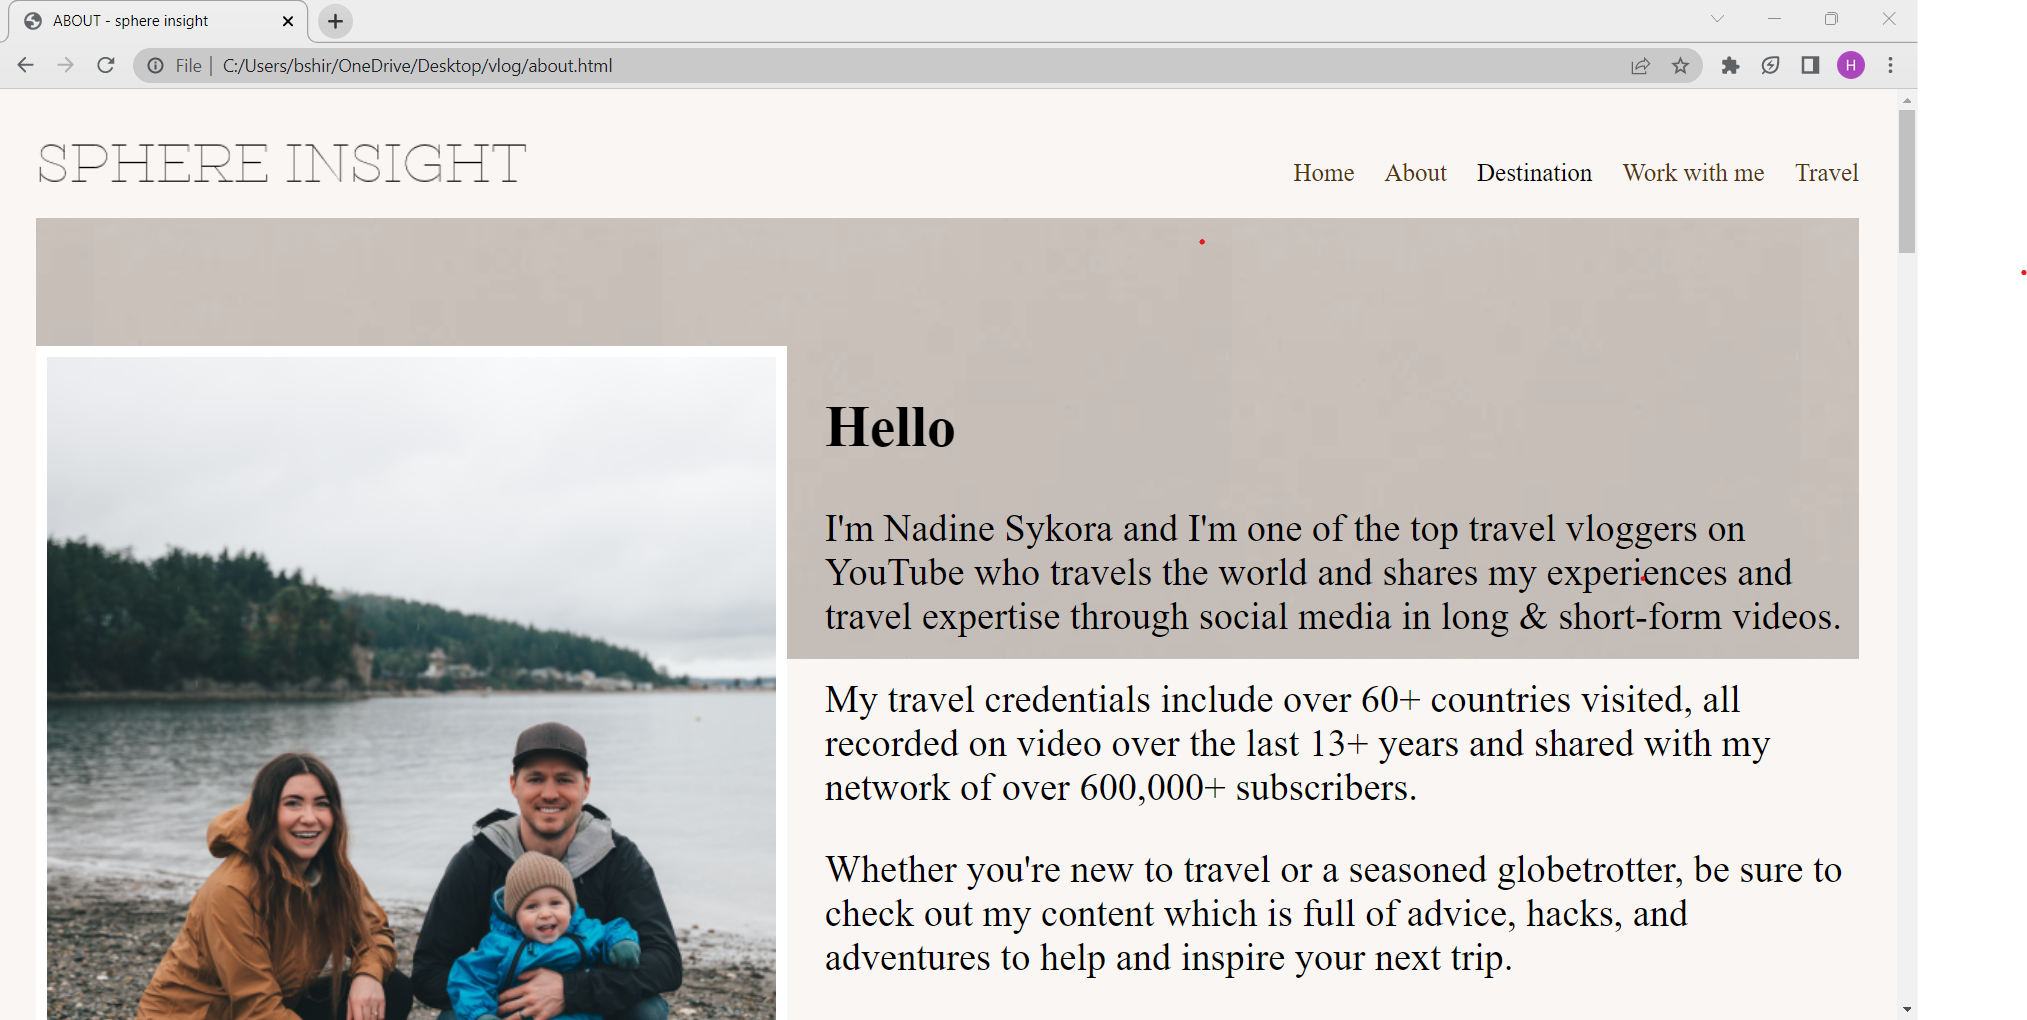 ABOUT - sphere insight
File | C:/Users/bshir/OneDrive/Desktop/vlog/about.html
H
SPHERE INSIGHT
Home About Destination Work with me Travel
Hello
I'm Nadine Sykora and I'm one of the top travel vloggers on
YouTube who travels the world and shares my experiences and
travel expertise through social media in long & short-form videos.
My travel credentials include over 60+ countries visited, all
recorded on video over the last 13+ years and shared with my
network of over 600,000+ subscribers.
Whether you're new to travel or a seasoned globetrotter, be sure to
check out my content which is full of advice, hacks, and
adventures to help and inspire your next trip.